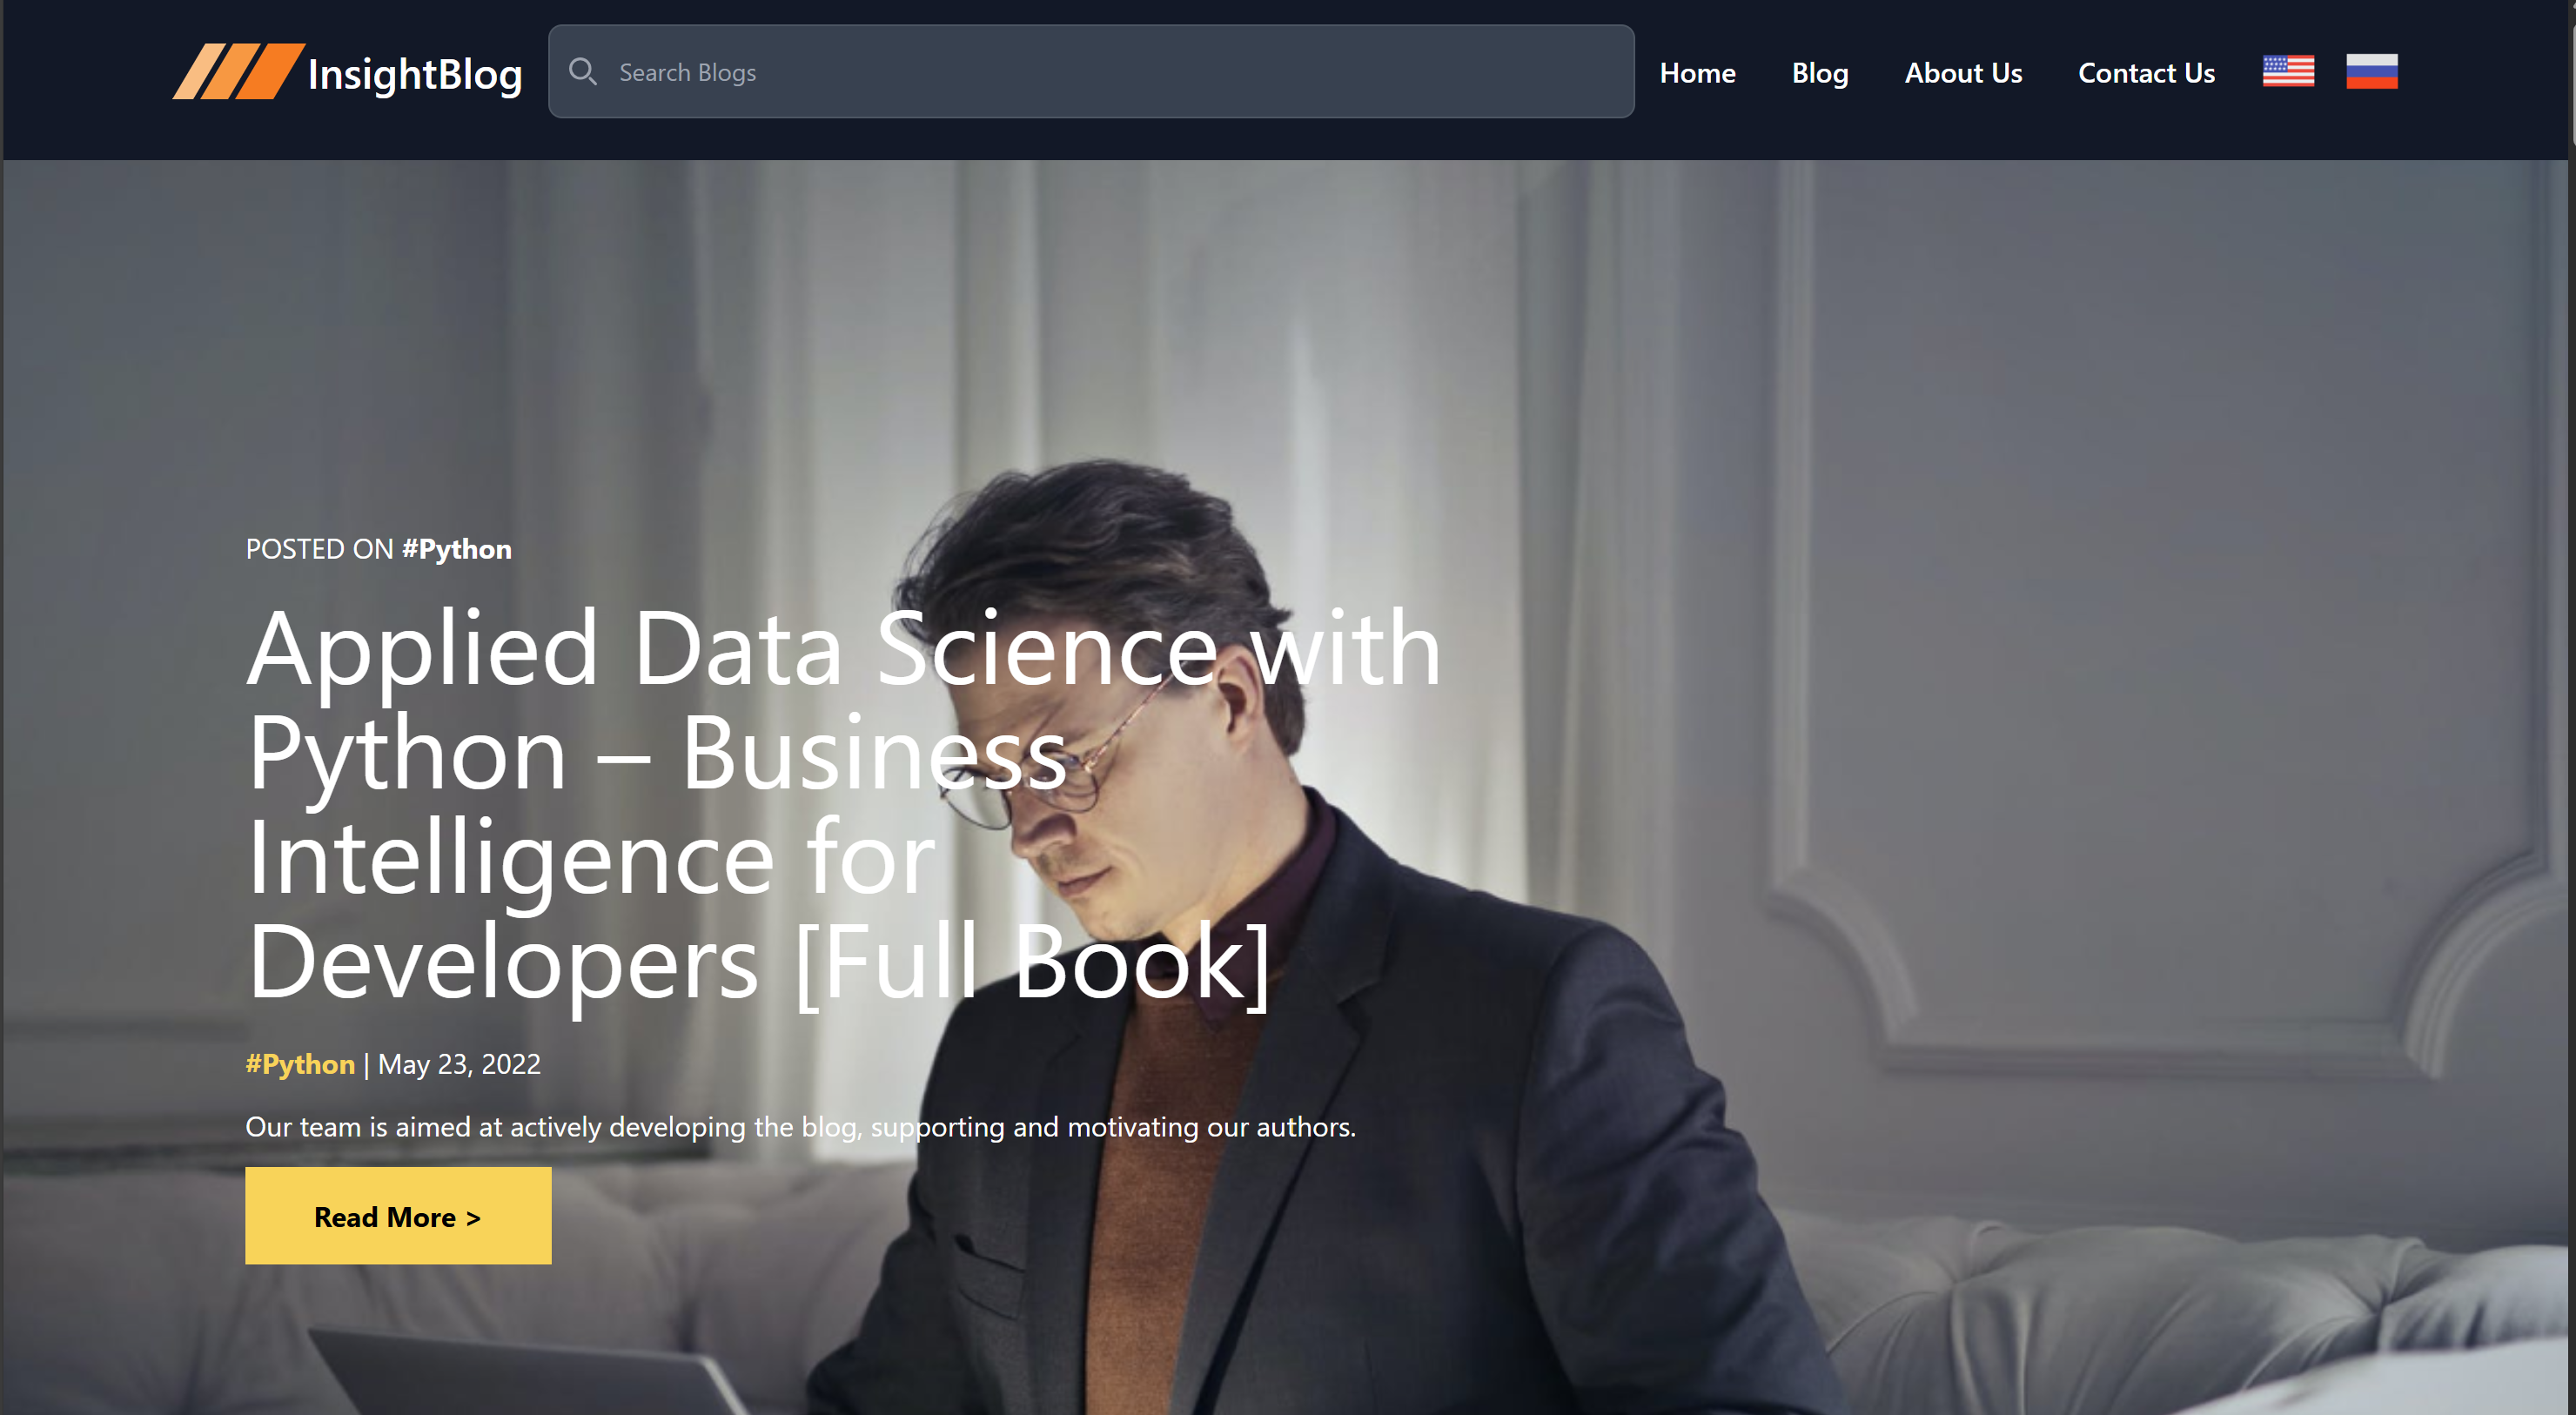 InsightBlog
Search Blogs
Home
Blog
About Us
Contact Us
POSTED ON #Python
Applied Data Science with
Python – Business
Intelligence for
Developers [Full Book]
#Python | May 23, 2022
Our team is aimed at actively developing the blog, supporting and motivating our authors.
Read More >